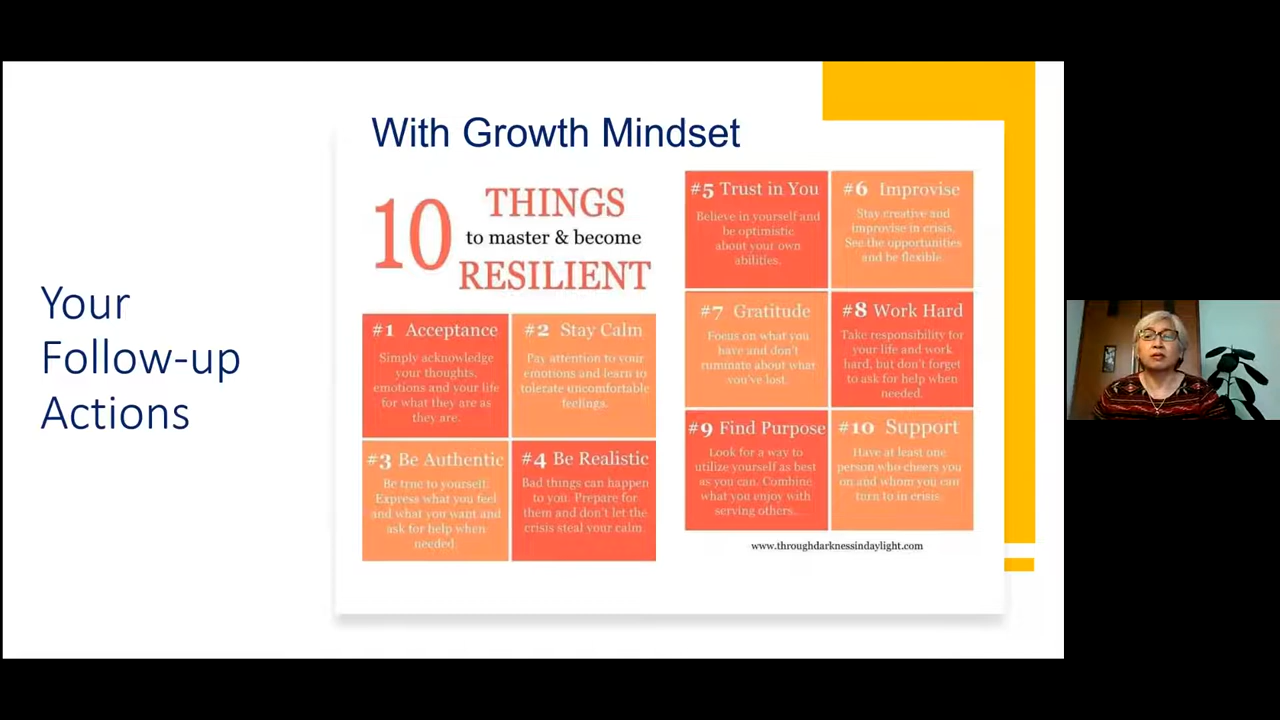 Your
Follow-up
Actions
With Growth Mindset
10
THINGS
to master & become
RESILIENT
#1 Acceptance
Simply acknowledge
your thoughts,
emotions and your life
for what they are as
they are.
#2 Stay Calm
Pay attention to your
emotions and learn to
tolerate uncomfortable
feelings.
#3 Be Authentic
Be true to yourself.
Express what you feel
and what you want and
ask for help when
needed.
#4 Be Realistic
Bad things can happen
to you. Prepare for
them and don't let the
crisis steal your calm.
#5 Trust in You
Believe in yourself and
be optimistic
about your own
abilities.
#6 Improvise
Stay creative and
improvise in crisis.
See the opportunities
and be flexible.
#7 Gratitude
Focus on what you
have and don't
ruminate about what
you've lost.
#8 Work Hard
Take responsibility for
your life and work
hard, but don't forget
to ask for help when
needed.
#9 Find Purpose
Look for a way to
utilize yourself as best
as you can. Combine
what you enjoy with
serving others.
#10 Support
Have at least one
person who cheers you
on and whom you can
turn to in crisis.
www.throughdarknessindaylight.com